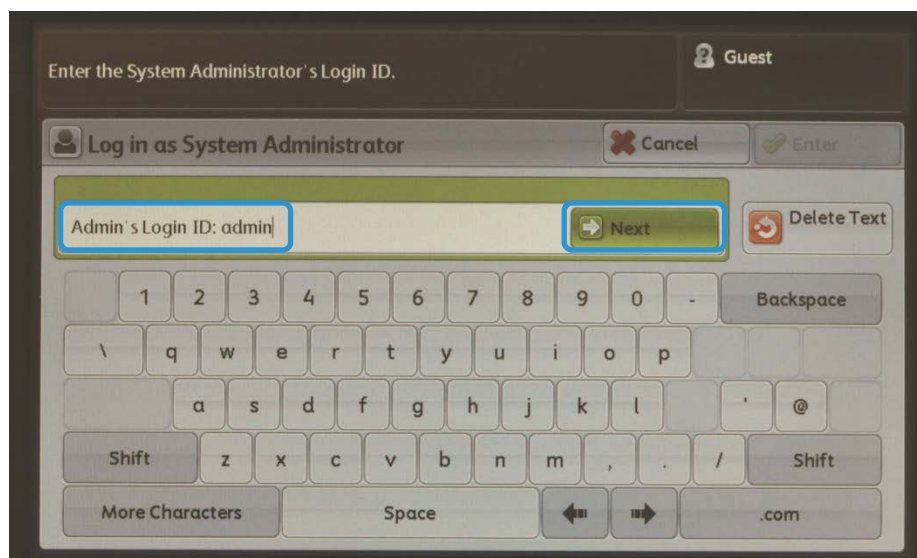 Guest
Enter the System Administrator's Login ID.
Log in as System Administrator
Cancel
Enter
Admin's Login ID: admin
Next
Delete Text
1 2 3 4 5 6 7 8 9 0 - Backspace
\ q w e r t y u i o p
a s d f g h j k l ' @
Shift z x c v b n m , . / Shift
More Characters Space .com